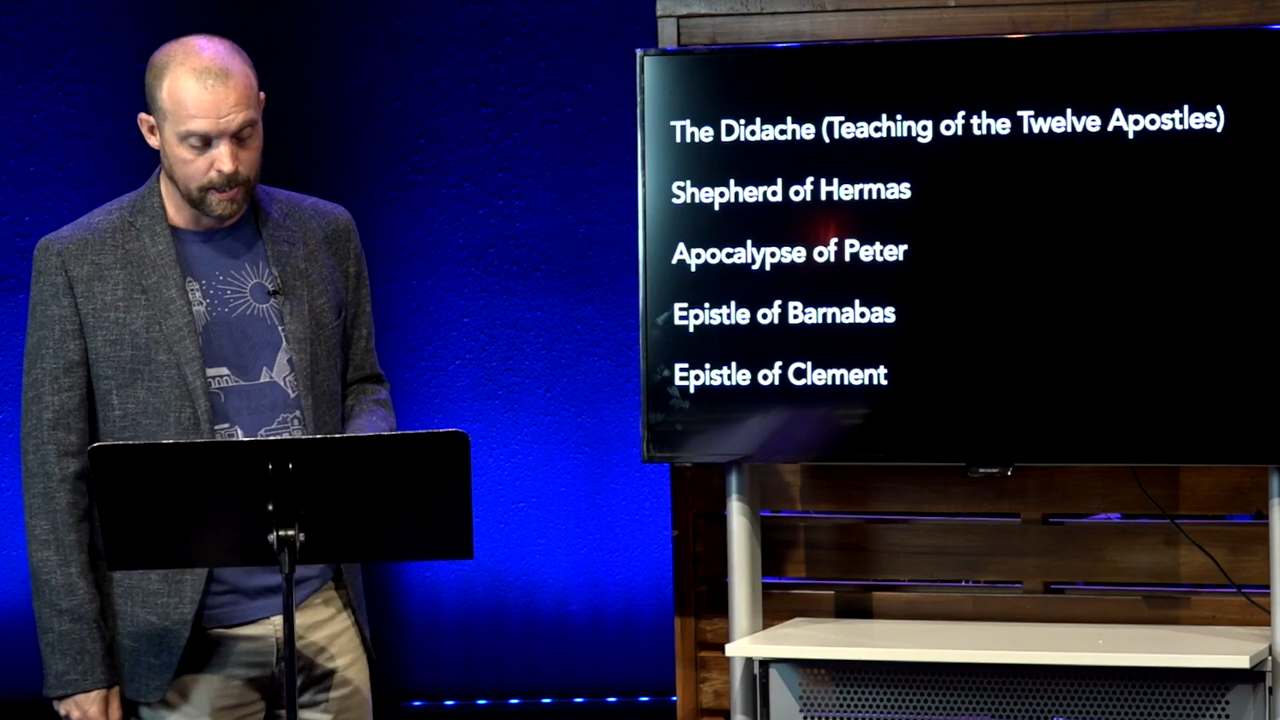 The Didache (Teaching of the Twelve Apostles)
Shepherd of Hermas
Apocalypse of Peter
Epistle of Barnabas
Epistle of Clement